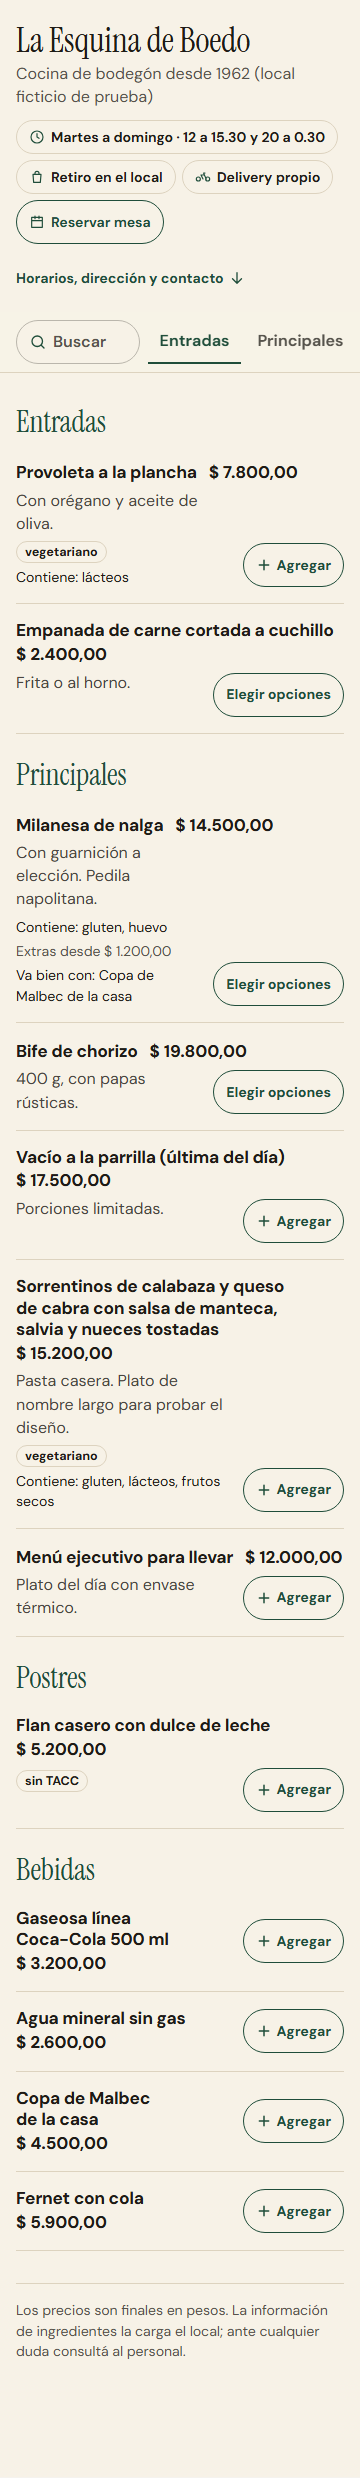 La Esquina de Boedo
Cocina de bodegón desde 1962 (local
ficticio de prueba)
Martes a domingo · 12 a 15.30 y 20 a 0.30
Retiro en el local
Delivery propio
Reservar mesa
Horarios, dirección y contacto ↓
Buscar
Entradas
Principales
Entradas
Provoleta a la plancha $ 7.800,00
Con orégano y aceite de
oliva.
vegetariano
Contiene: lácteos
+ Agregar
Empanada de carne cortada a cuchillo
$ 2.400,00
Frita o al horno.
Elegir opciones
Principales
Milanesa de nalga $ 14.500,00
Con guarnición a
elección. Pedila
napolitana.
Contiene: gluten, huevo
Extras desde $ 1.200,00
Va bien con: Copa de
Malbec de la casa
Elegir opciones
Bife de chorizo $ 19.800,00
400 g, con papas
rústicas.
Elegir opciones
Vacío a la parrilla (última del día)
$ 17.500,00
Porciones limitadas.
+ Agregar
Sorrentinos de calabaza y queso
de cabra con salsa de manteca,
salvia y nueces tostadas
$ 15.200,00
Pasta casera. Plato de
nombre largo para probar el
diseño.
vegetariano
Contiene: gluten, lácteos, frutos
secos
+ Agregar
Menú ejecutivo para llevar $ 12.000,00
Plato del día con envase
térmico.
+ Agregar
Postres
Flan casero con dulce de leche
$ 5.200,00
sin TACC
+ Agregar
Bebidas
Gaseosa línea
Coca-Cola 500 ml
$ 3.200,00
+ Agregar
Agua mineral sin gas
$ 2.600,00
+ Agregar
Copa de Malbec
de la casa
$ 4.500,00
+ Agregar
Fernet con cola
$ 5.900,00
+ Agregar
Los precios son finales en pesos. La información
de ingredientes la carga el local; ante cualquier
duda consultá al personal.